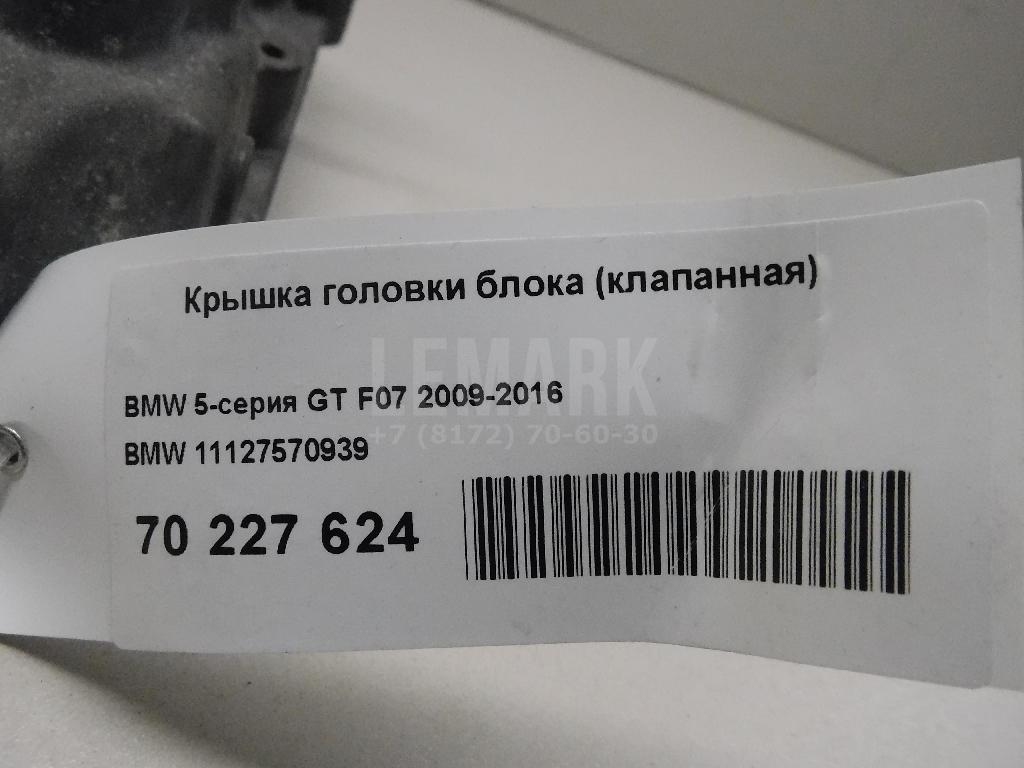 Крышка головки блока (клапанная)
LEMARK
BMW 5-серия GT F07 2009-2016
+7 (8172) 70-60-30
BMW 11127570939
70 227 624